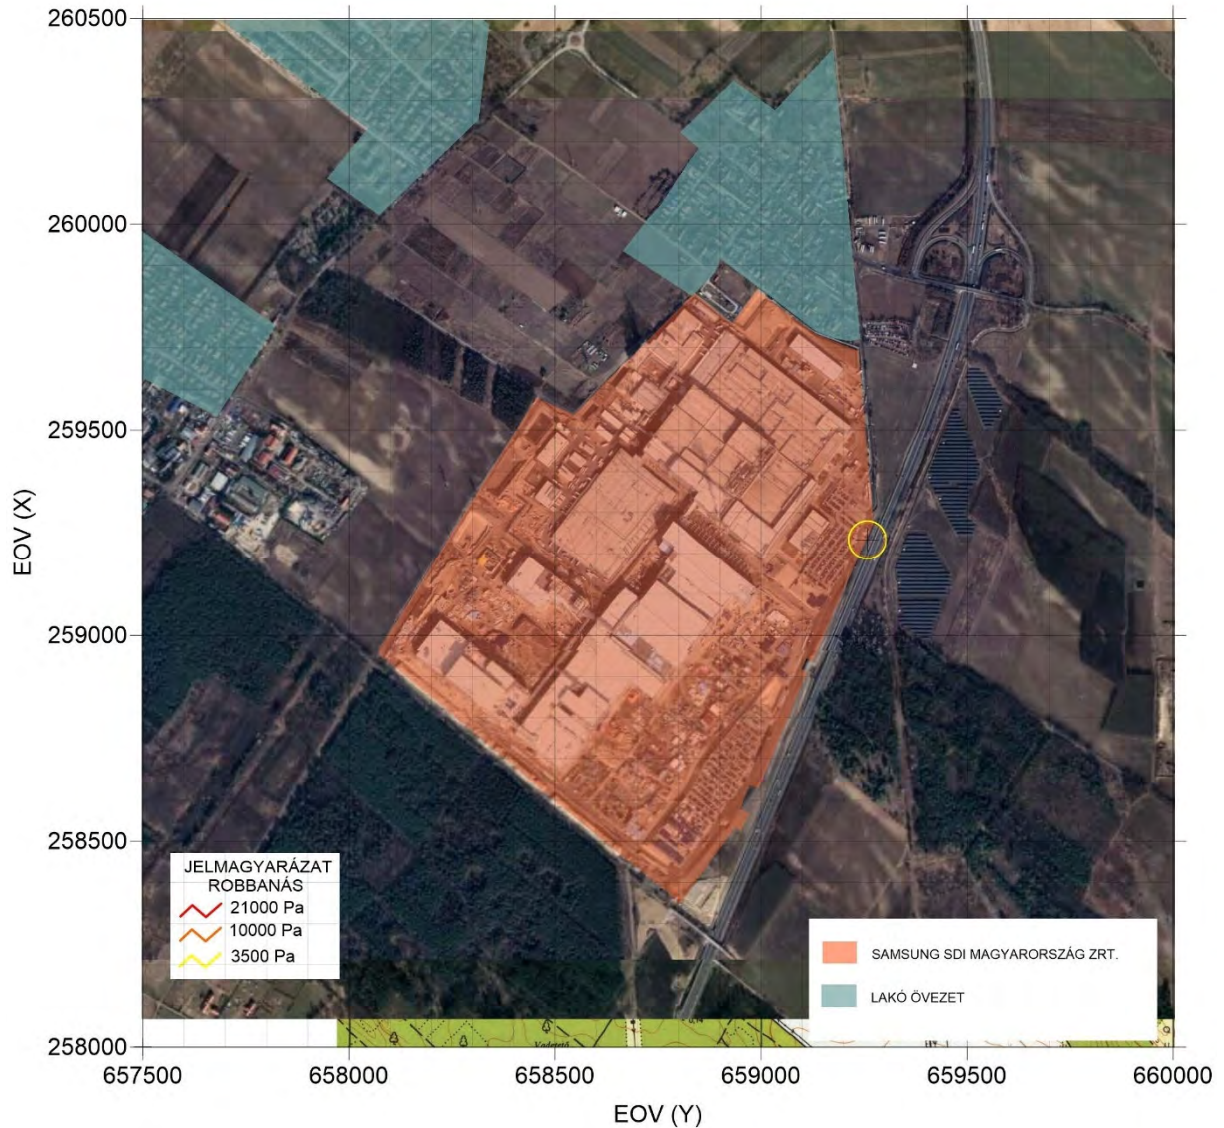 260500
260000
259500
259000
258500
258000
EOV (X)
JELMAGYARÁZAT
ROBBANÁS
21000 Pa
10000 Pa
3500 Pa
SAMSUNG SDI MAGYARORSZÁG ZRT.
LAKÓ ÖVEZET
657500
658000
658500
659000
659500
660000
EOV (Y)